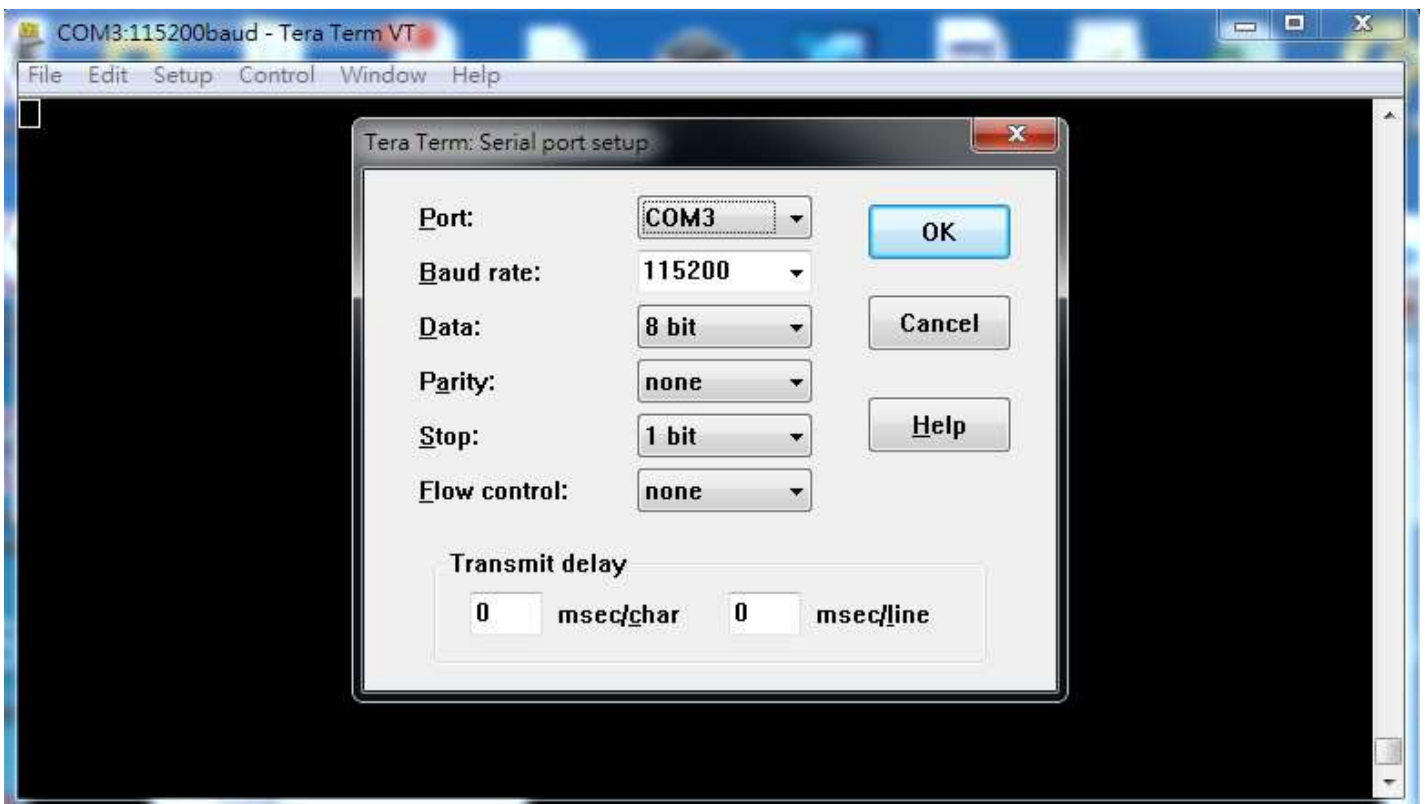 COM3:115200baud - Tera Term VT
File Edit Setup Control Window Help
Tera Term: Serial port setup
Port: COM3
OK
Baud rate: 115200
Data: 8 bit
Cancel
Parity: none
Stop: 1 bit
Help
Flow control: none
Transmit delay
0 msec/char 0 msec/line